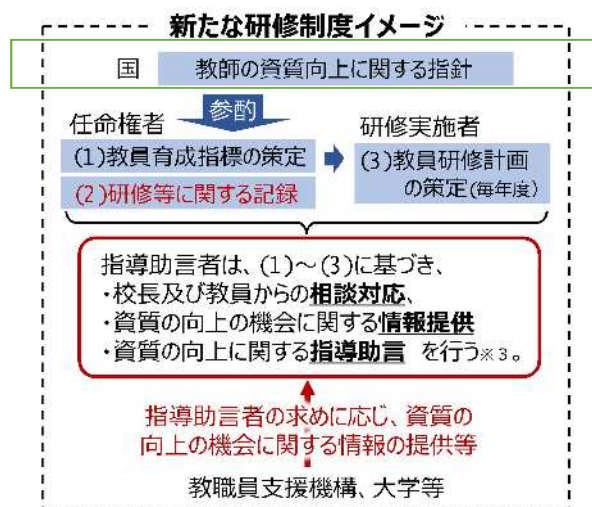 新たな研修制度イメージ
国 教師の資質向上に関する指針
参酌
任命権者
(1)教員育成指標の策定
(2)研修等に関する記録
研修実施者
(3)教員研修計画
の策定(毎年度)
指導助言者は、(1)～(3)に基づき、
・校長及び教員からの相談対応、
・資質の向上の機会に関する情報提供
・資質の向上に関する指導助言 を行う※3。
指導助言者の求めに応じ、資質の
向上の機会に関する情報の提供等
教職員支援機構、大学等